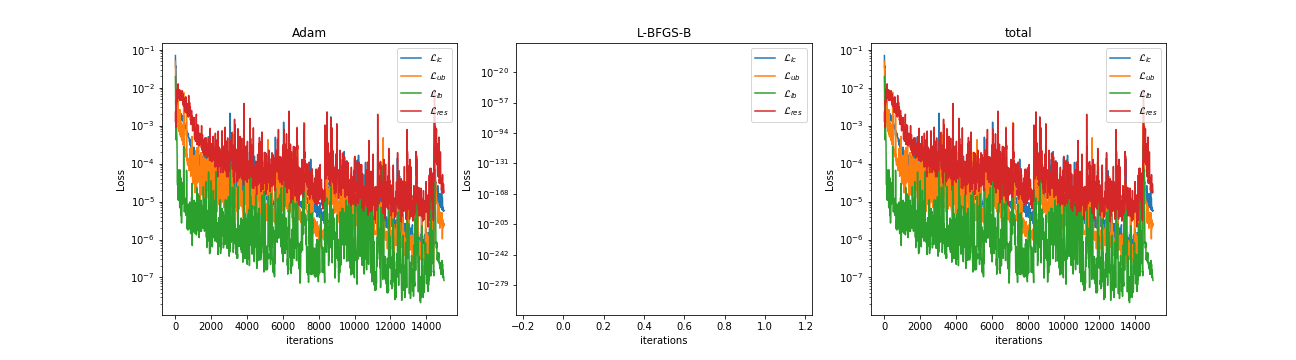 Adam
Loss
10⁻¹
10⁻²
10⁻³
10⁻⁴
10⁻⁵
10⁻⁶
10⁻⁷
0 2000 4000 6000 8000 10000 12000 14000
iterations
ℒ_ic
ℒ_ub
ℒ_lb
ℒ_res
L-BFGS-B
Loss
10⁻²⁰
10⁻⁵⁷
10⁻⁹⁴
10⁻¹³¹
10⁻¹⁶⁸
10⁻²⁰⁵
10⁻²⁴²
10⁻²⁷⁹
−0.2 0.0 0.2 0.4 0.6 0.8 1.0 1.2
iterations
ℒ_ic
ℒ_ub
ℒ_lb
ℒ_res
total
Loss
10⁻¹
10⁻²
10⁻³
10⁻⁴
10⁻⁵
10⁻⁶
10⁻⁷
0 2000 4000 6000 8000 10000 12000 14000
iterations
ℒ_ic
ℒ_ub
ℒ_lb
ℒ_res